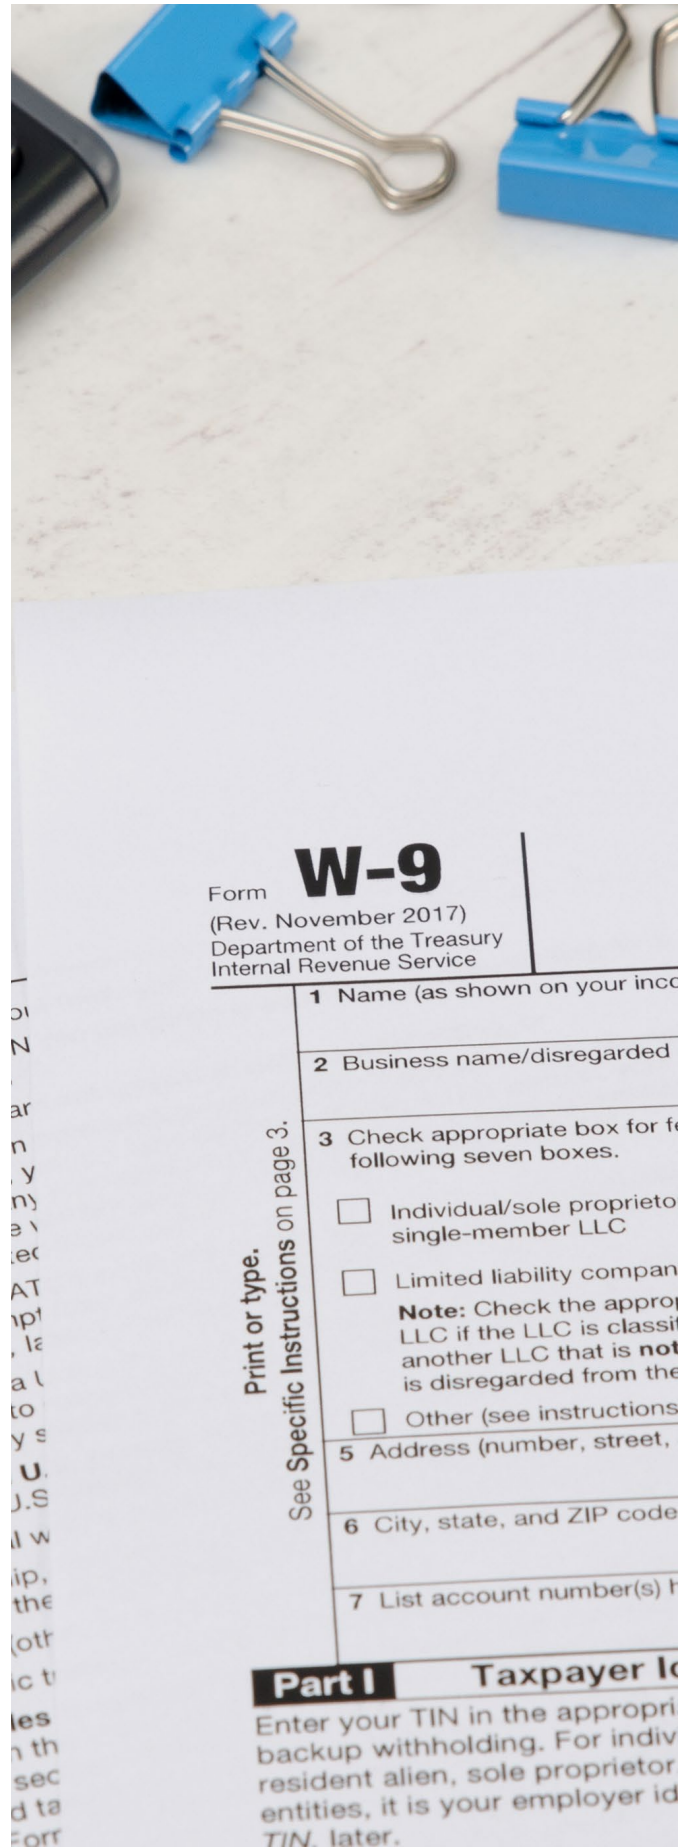 Form W-9
(Rev. November 2017)
Department of the Treasury
Internal Revenue Service
Print or type.
See Specific Instructions on page 3.
1 Name (as shown on your inco
2 Business name/disregarded
3 Check appropriate box for fe
following seven boxes.
Individual/sole proprieto
single-member LLC
Limited liability compan
Note: Check the approp
LLC if the LLC is classif
another LLC that is not
is disregarded from the
Other (see instructions
5 Address (number, street,
6 City, state, and ZIP code
7 List account number(s) h
Part I Taxpayer Id
Enter your TIN in the appropri
backup withholding. For indiv
resident alien, sole proprietor
entities, it is your employer id
TIN, later.